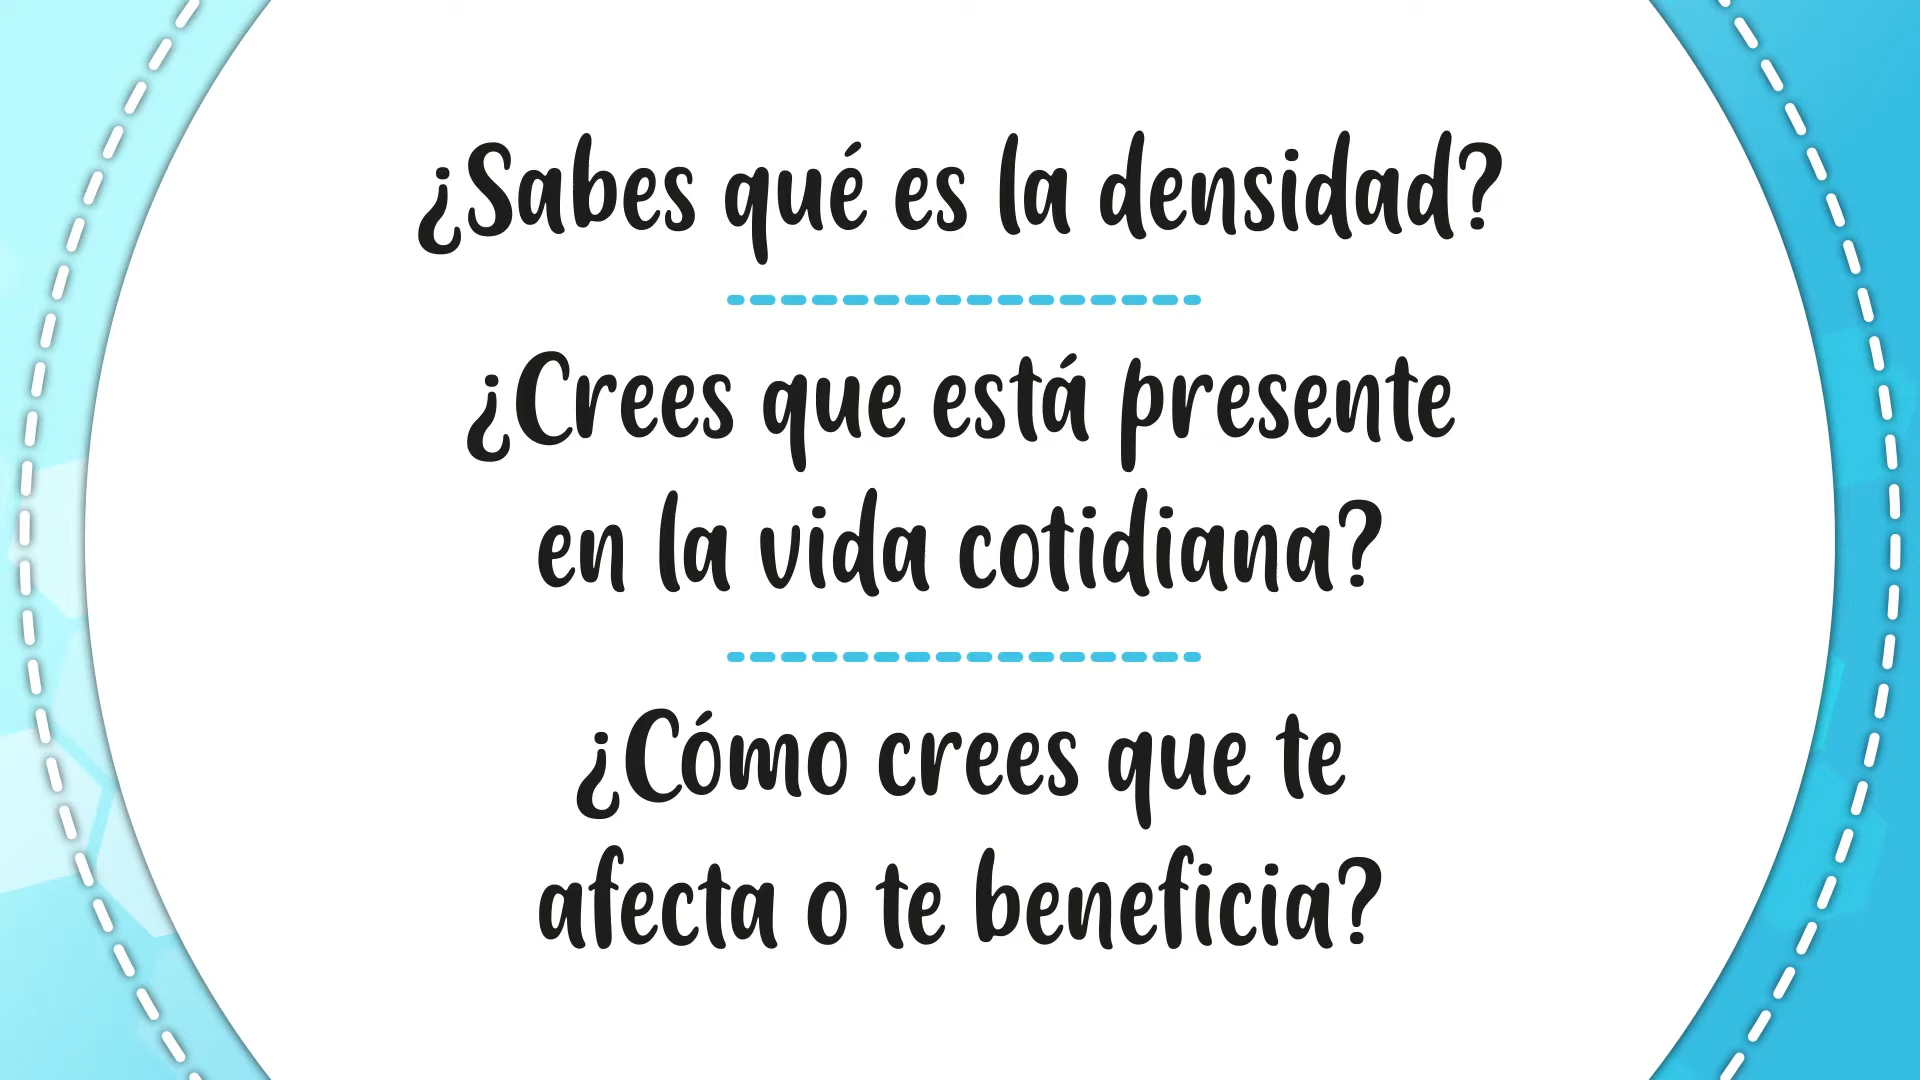 ¿Sabes qué es la densidad?
¿Crees que está presente
en la vida cotidiana?
¿Cómo crees que te
afecta o te beneficia?